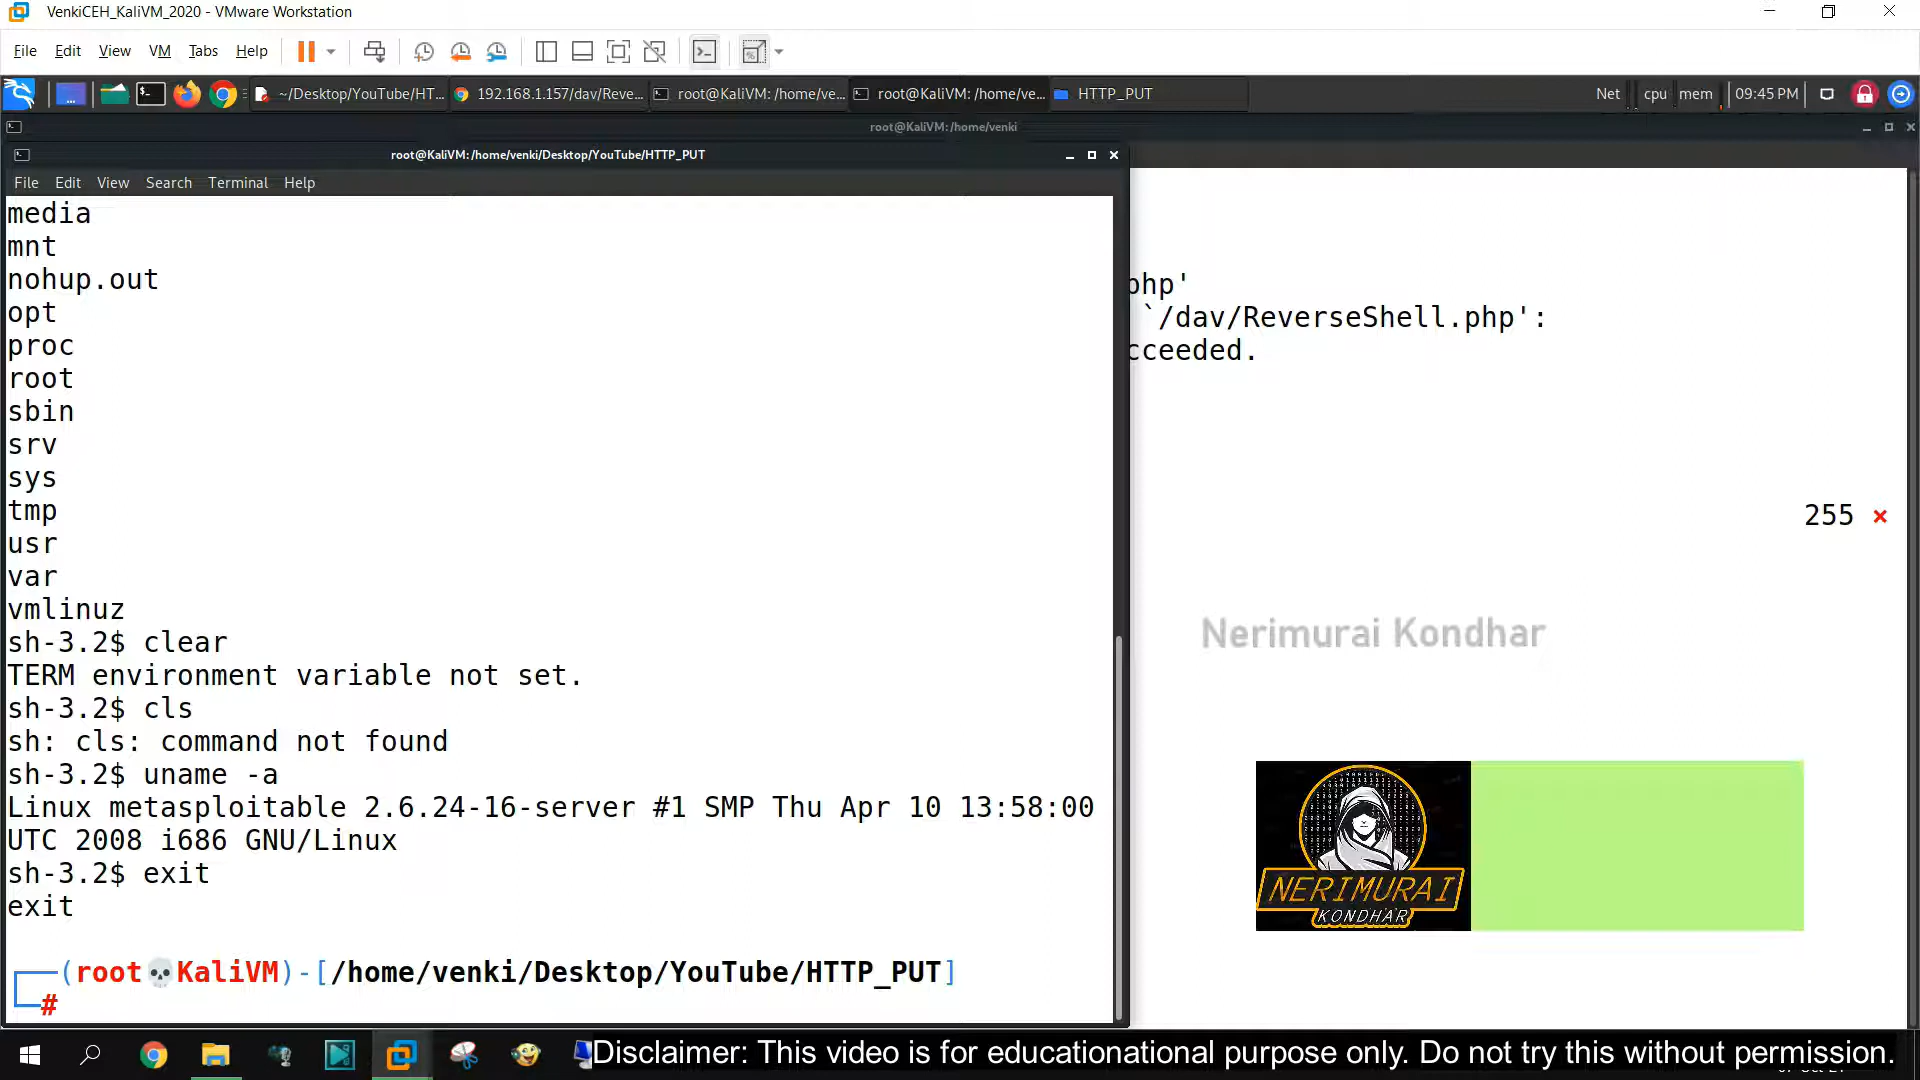 VenkiCEH_KaliVM_2020 - VMware Workstation
File Edit View VM Tabs Help
~/Desktop/YouTube/HT... 192.168.1.157/dav/Reve... root@KaliVM: /home/ve... root@KaliVM: /home/ve... HTTP_PUT Net cpu mem 09:45 PM
root@KaliVM: /home/venki
root@KaliVM: /home/venki/Desktop/YouTube/HTTP_PUT
File Edit View Search Terminal Help
media
mnt
nohup.out
opt
proc
root
sbin
srv
sys
tmp
usr
var
vmlinuz
sh-3.2$ clear
TERM environment variable not set.
sh-3.2$ cls
sh: cls: command not found
sh-3.2$ uname -a
Linux metasploitable 2.6.24-16-server #1 SMP Thu Apr 10 13:58:00
UTC 2008 i686 GNU/Linux
sh-3.2$ exit
exit
(root💀KaliVM)-[/home/venki/Desktop/YouTube/HTTP_PUT]
#
php'
`/dav/ReverseShell.php':
cceeded.
255 ×
Nerimurai Kondhar
NERIMURAI
KONDHAR
Disclaimer: This video is for educationational purpose only. Do not try this without permission.